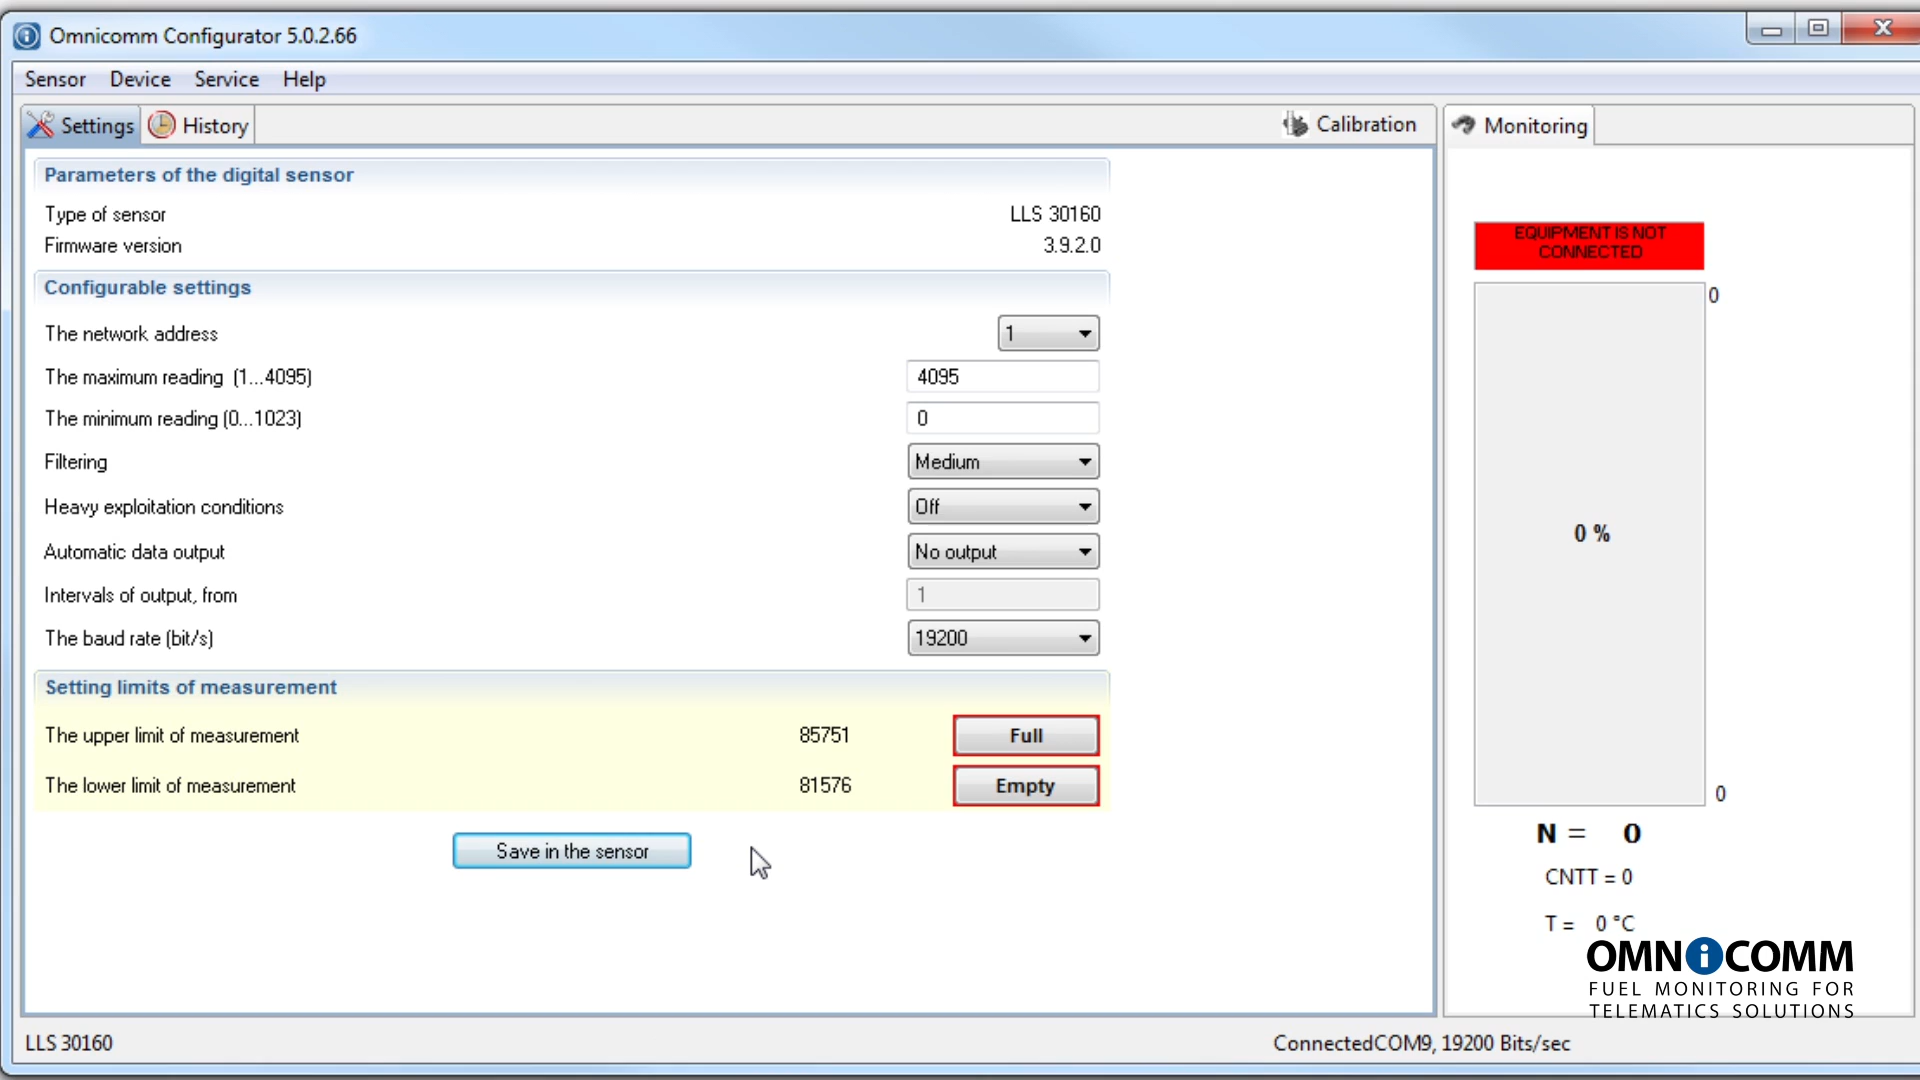 Omnicomm Configurator 5.0.2.66
Sensor Device Service Help
Settings History Calibration Monitoring
Parameters of the digital sensor
Type of sensor LLS 30160
Firmware version 3.9.2.0
Configurable settings
The network address 1
The maximum reading (1...4095) 4095
The minimum reading (0...1023) 0
Filtering Medium
Heavy exploitation conditions Off
Automatic data output No output
Intervals of output, from 1
The baud rate (bit/s) 19200
Setting limits of measurement
The upper limit of measurement 85751 Full
The lower limit of measurement 81576 Empty
Save in the sensor
EQUIPMENT IS NOT
CONNECTED
0
0 %
0
N = 0
CNTT = 0
T = 0 °C
OMNiCOMM
FUEL MONITORING FOR
TELEMATICS SOLUTIONS
LLS 30160 ConnectedCOM9, 19200 Bits/sec